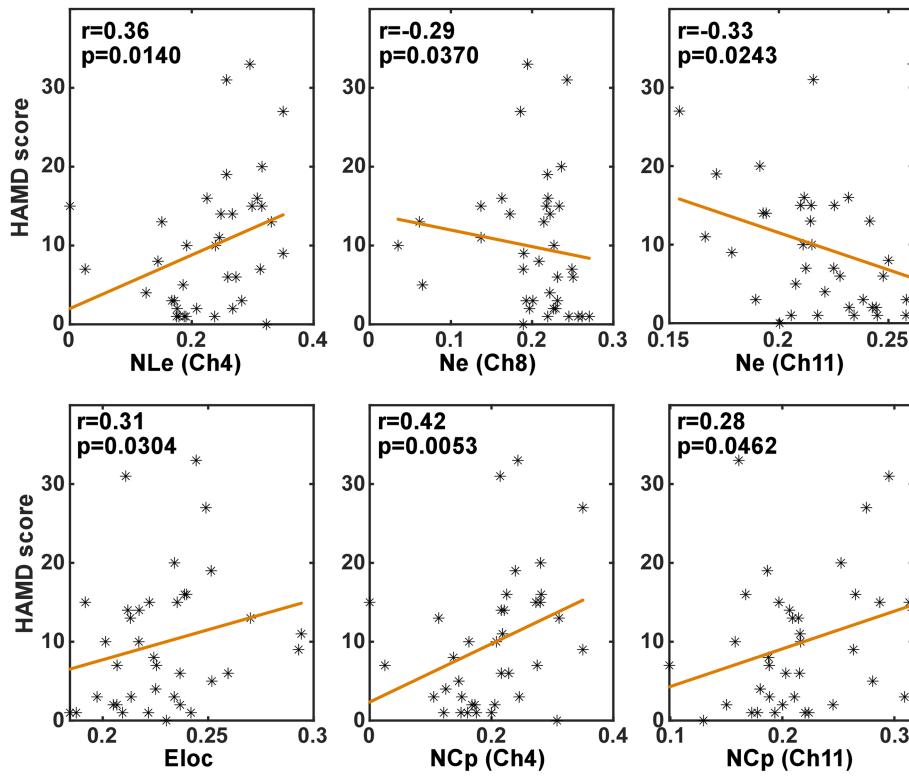 r=0.36
p=0.0140
r=-0.29
p=0.0370
r=-0.33
p=0.0243
HAMD score
30
20
10
0
30
20
10
0
30
20
10
0
0 0.2 0.4
0 0.1 0.2 0.3
0.15 0.2 0.25
NLe (Ch4)
Ne (Ch8)
Ne (Ch11)
r=0.31
p=0.0304
r=0.42
p=0.0053
r=0.28
p=0.0462
HAMD score
30
20
10
0
30
20
10
0
30
20
10
0
0.2 0.25 0.3
0 0.2 0.4
0.1 0.2 0.3
Eloc
NCp (Ch4)
NCp (Ch11)